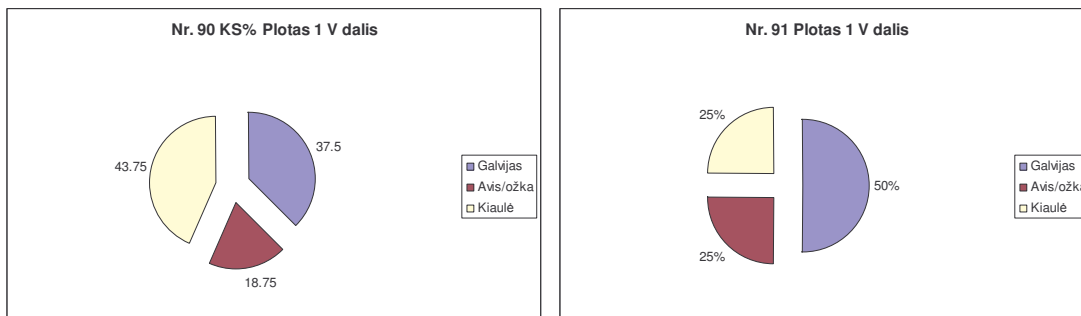 Nr. 90 KS% Plotas 1 V dalis
43.75
37.5
18.75
Galvijas
Avis/ožka
Kiaulė
Nr. 91 Plotas 1 V dalis
25%
50%
25%
Galvijas
Avis/ožka
Kiaulė